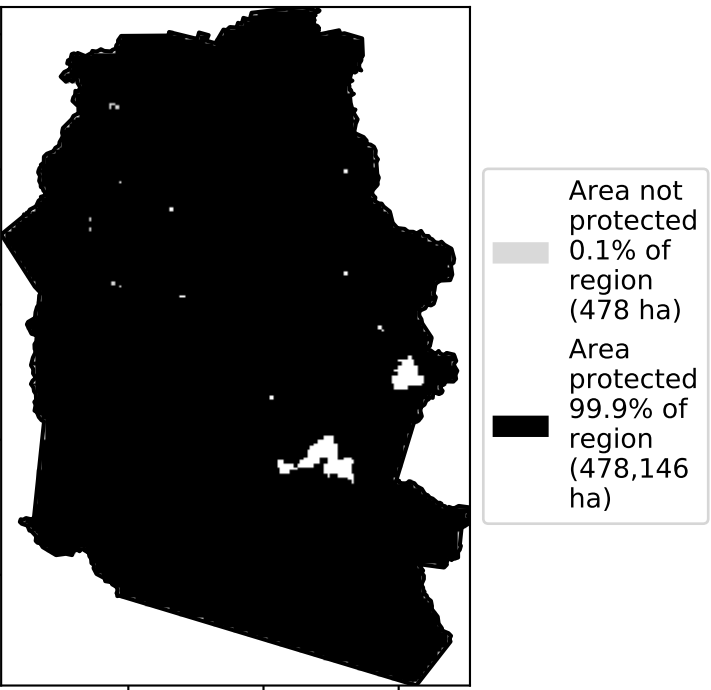 Area not
protected
0.1% of
region
(478 ha)
Area
protected
99.9% of
region
(478,146
ha)